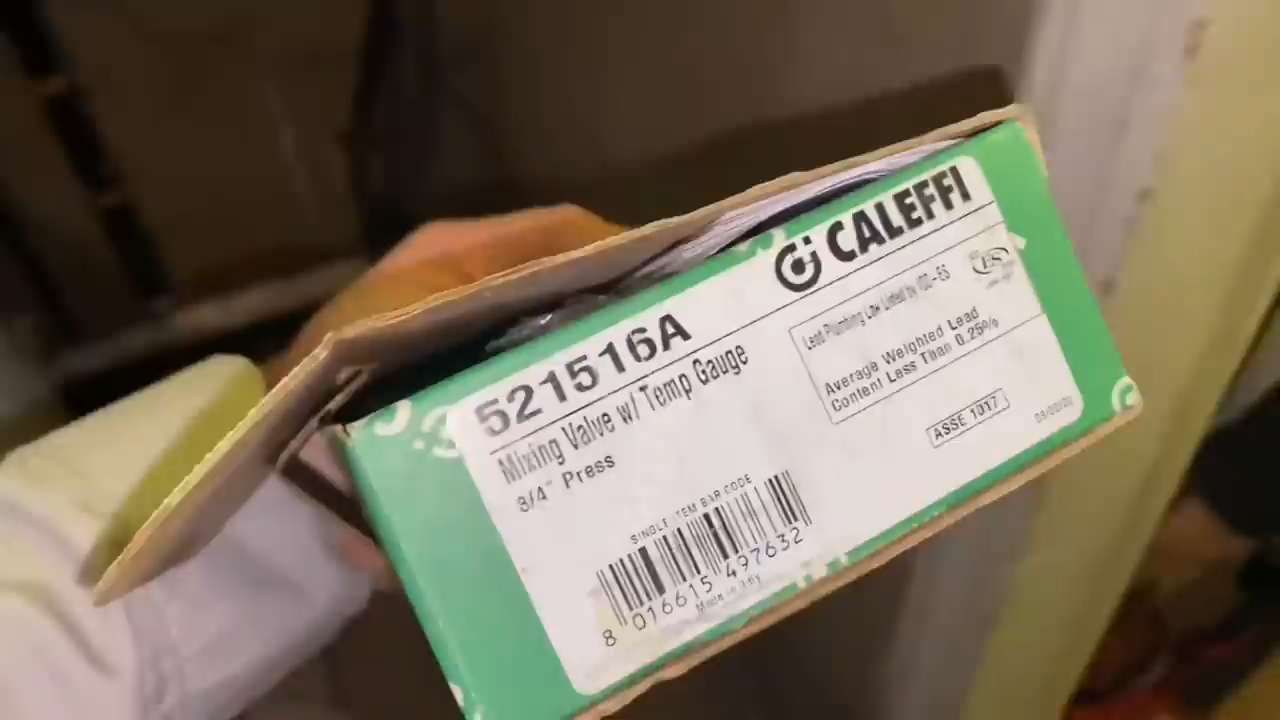 CALEFFI
521516A
Mixing Valve w/ Temp Gauge
3/4" Press
Lead Plumbing Law Listed by IGC-ES
Average Weighted Lead
Content Less Than 0.25%
ASSE 1017
SINGLE ITEM BAR CODE
8 016615 497632
Made in Italy